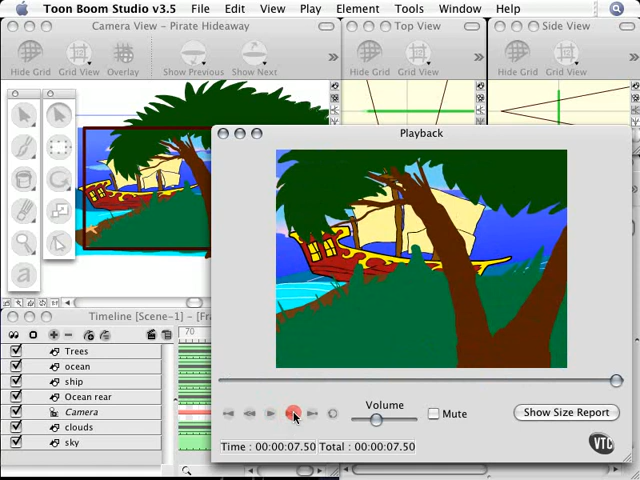 Toon Boom Studio v3.5 File Edit View Play Element Tools Window Help
Camera View - Pirate Hideaway
Top View
Side View
Hide Grid Grid View Overlay Show Previous Show Next
Hide Grid Grid View
Hide Grid Grid View
Playback
a
Timeline [Scene-1] - [Fra
70
Trees
ocean
ship
Ocean rear
Camera
clouds
sky
Volume
Mute
Show Size Report
Time : 00:00:07.50 Total : 00:00:07.50
VTC